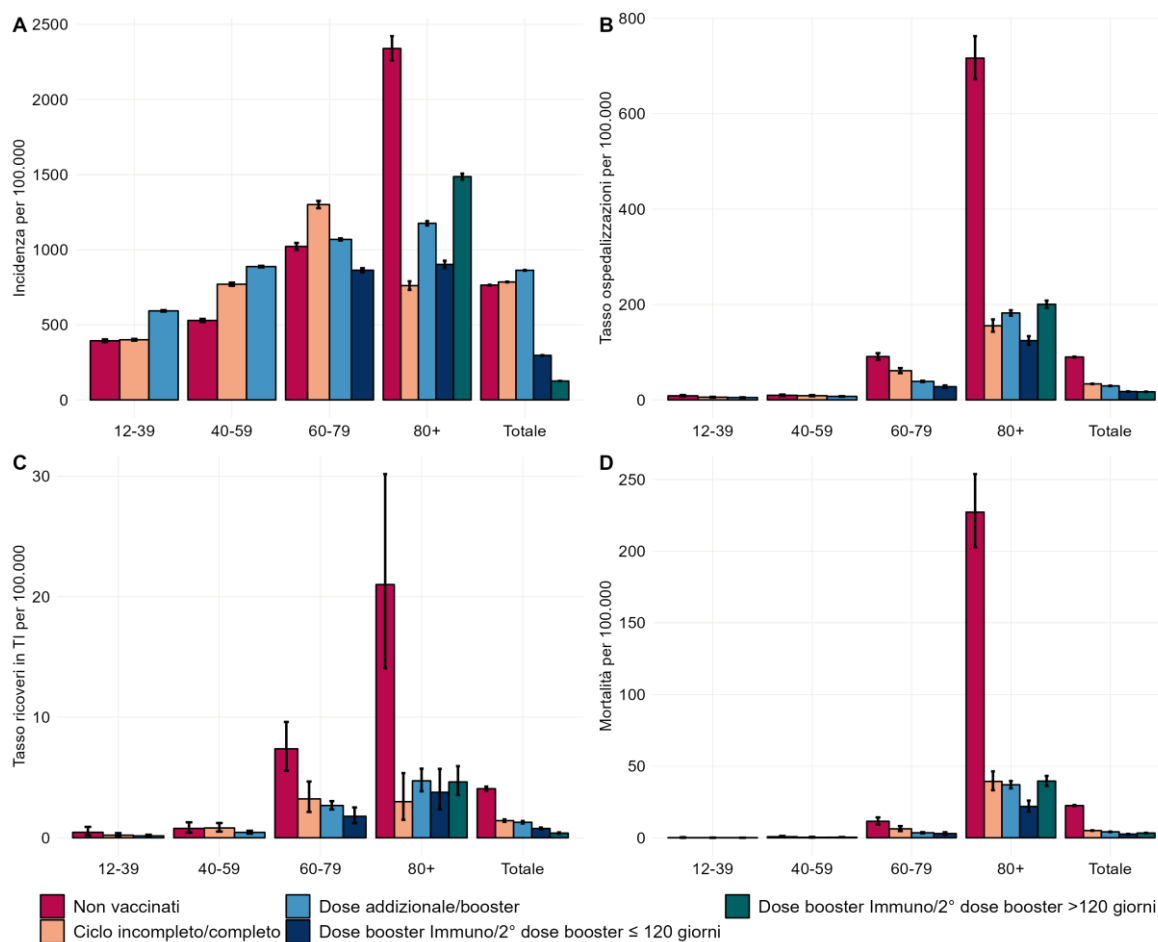 A
Incidenza per 100.000
2500
2000
1500
1000
500
0
12-39 40-59 60-79 80+ Totale
B
Tasso ospedalizzazioni per 100.000
800
600
400
200
0
12-39 40-59 60-79 80+ Totale
C
Tasso ricoveri in TI per 100.000
30
20
10
0
12-39 40-59 60-79 80+ Totale
D
Mortalità per 100.000
250
200
150
100
50
0
12-39 40-59 60-79 80+ Totale
Non vaccinati
Ciclo incompleto/completo
Dose addizionale/booster
Dose booster Immuno/2° dose booster ≤ 120 giorni
Dose booster Immuno/2° dose booster >120 giorni